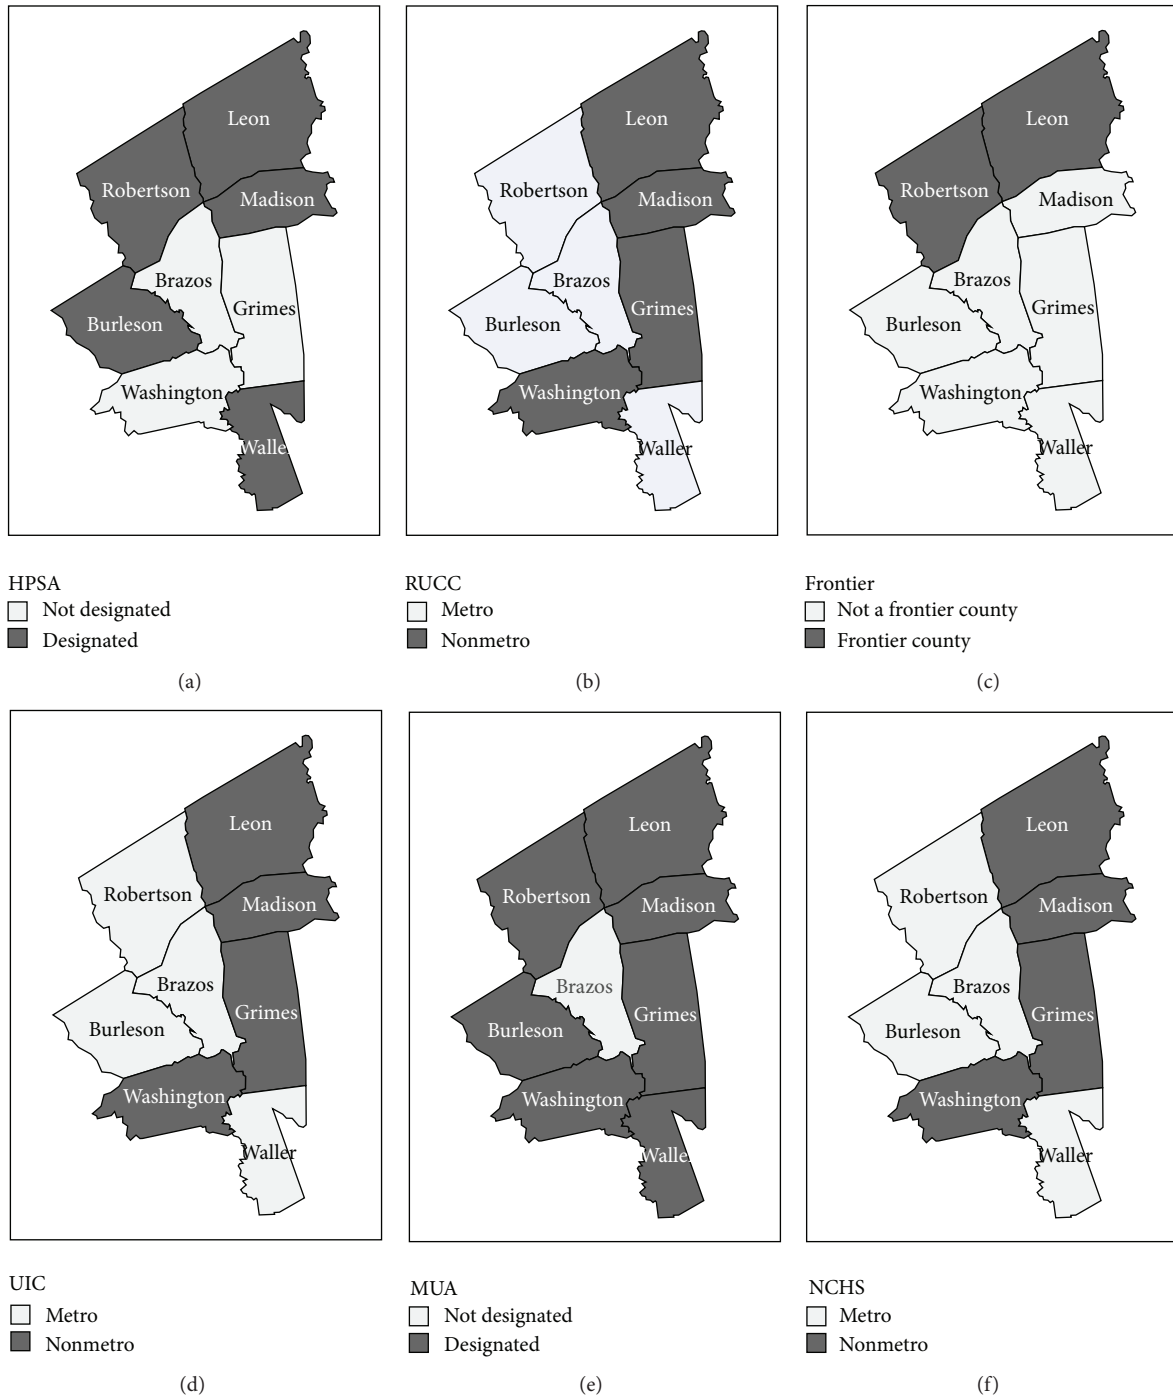 Leon
Robertson
Madison
Brazos
Grimes
Burleson
Washington
Waller
HPSA
Not designated
Designated
(a)
Leon
Robertson
Madison
Brazos
Grimes
Burleson
Washington
Waller
RUCC
Metro
Nonmetro
(b)
Leon
Robertson
Madison
Brazos
Grimes
Burleson
Washington
Waller
Frontier
Not a frontier county
Frontier county
(c)
Leon
Robertson
Madison
Brazos
Grimes
Burleson
Washington
Waller
UIC
Metro
Nonmetro
(d)
Leon
Robertson
Madison
Brazos
Grimes
Burleson
Washington
Waller
MUA
Not designated
Designated
(e)
Leon
Robertson
Madison
Brazos
Grimes
Burleson
Washington
Waller
NCHS
Metro
Nonmetro
(f)